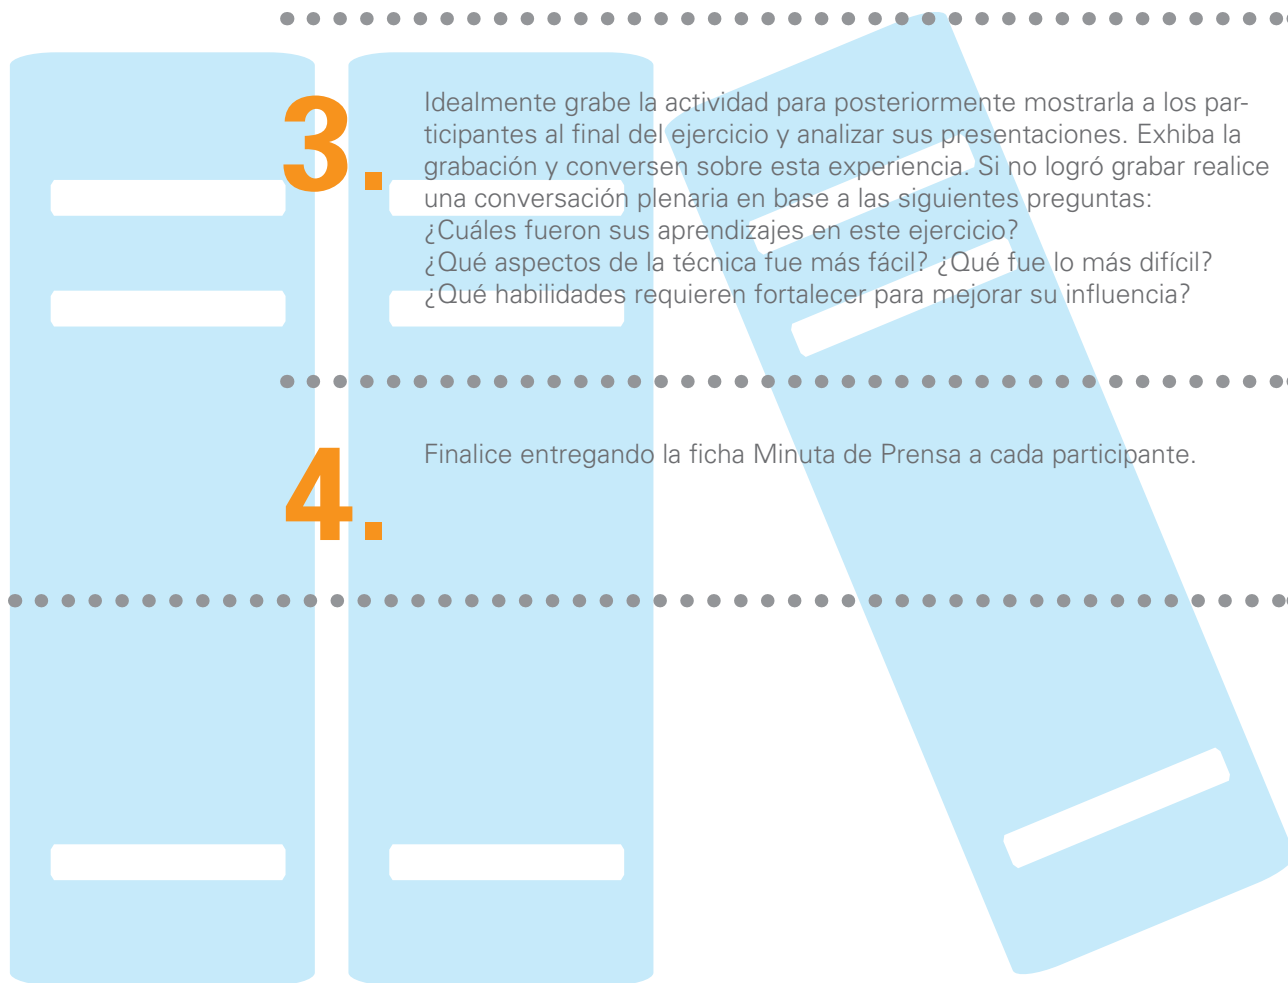 3.
Idealmente grabe la actividad para posteriormente mostrarla a los par-
ticipantes al final del ejercicio y analizar sus presentaciones. Exhiba la
grabación y conversen sobre esta experiencia. Si no logró grabar realice
una conversación plenaria en base a las siguientes preguntas:
¿Cuáles fueron sus aprendizajes en este ejercicio?
¿Qué aspectos de la técnica fue más fácil? ¿Qué fue lo más difícil?
¿Qué habilidades requieren fortalecer para mejorar su influencia?
4.
Finalice entregando la ficha Minuta de Prensa a cada participante.